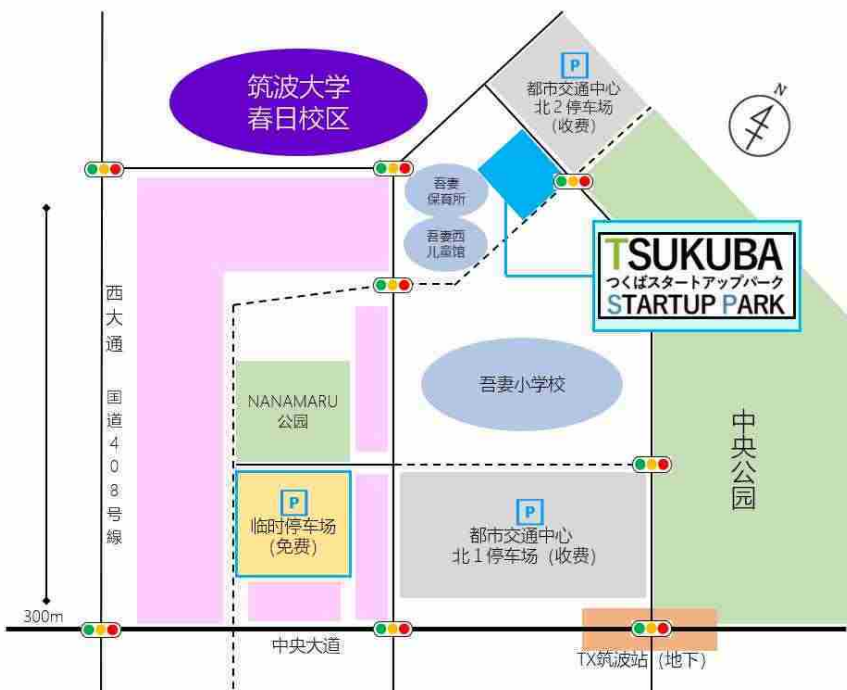 筑波大学
春日校区
P
都市交通中心
北2停车场
(收费)
N
吾妻
保育所
吾妻西
儿童馆
TSUKUBA
つくばスタートアップパーク
STARTUP PARK
西大通 国道408号線
NANAMARU
公园
吾妻小学校
中央公园
P
临时停车场
(免费)
P
都市交通中心
北1停车场 (收费)
300m
中央大道
TX筑波站 (地下)